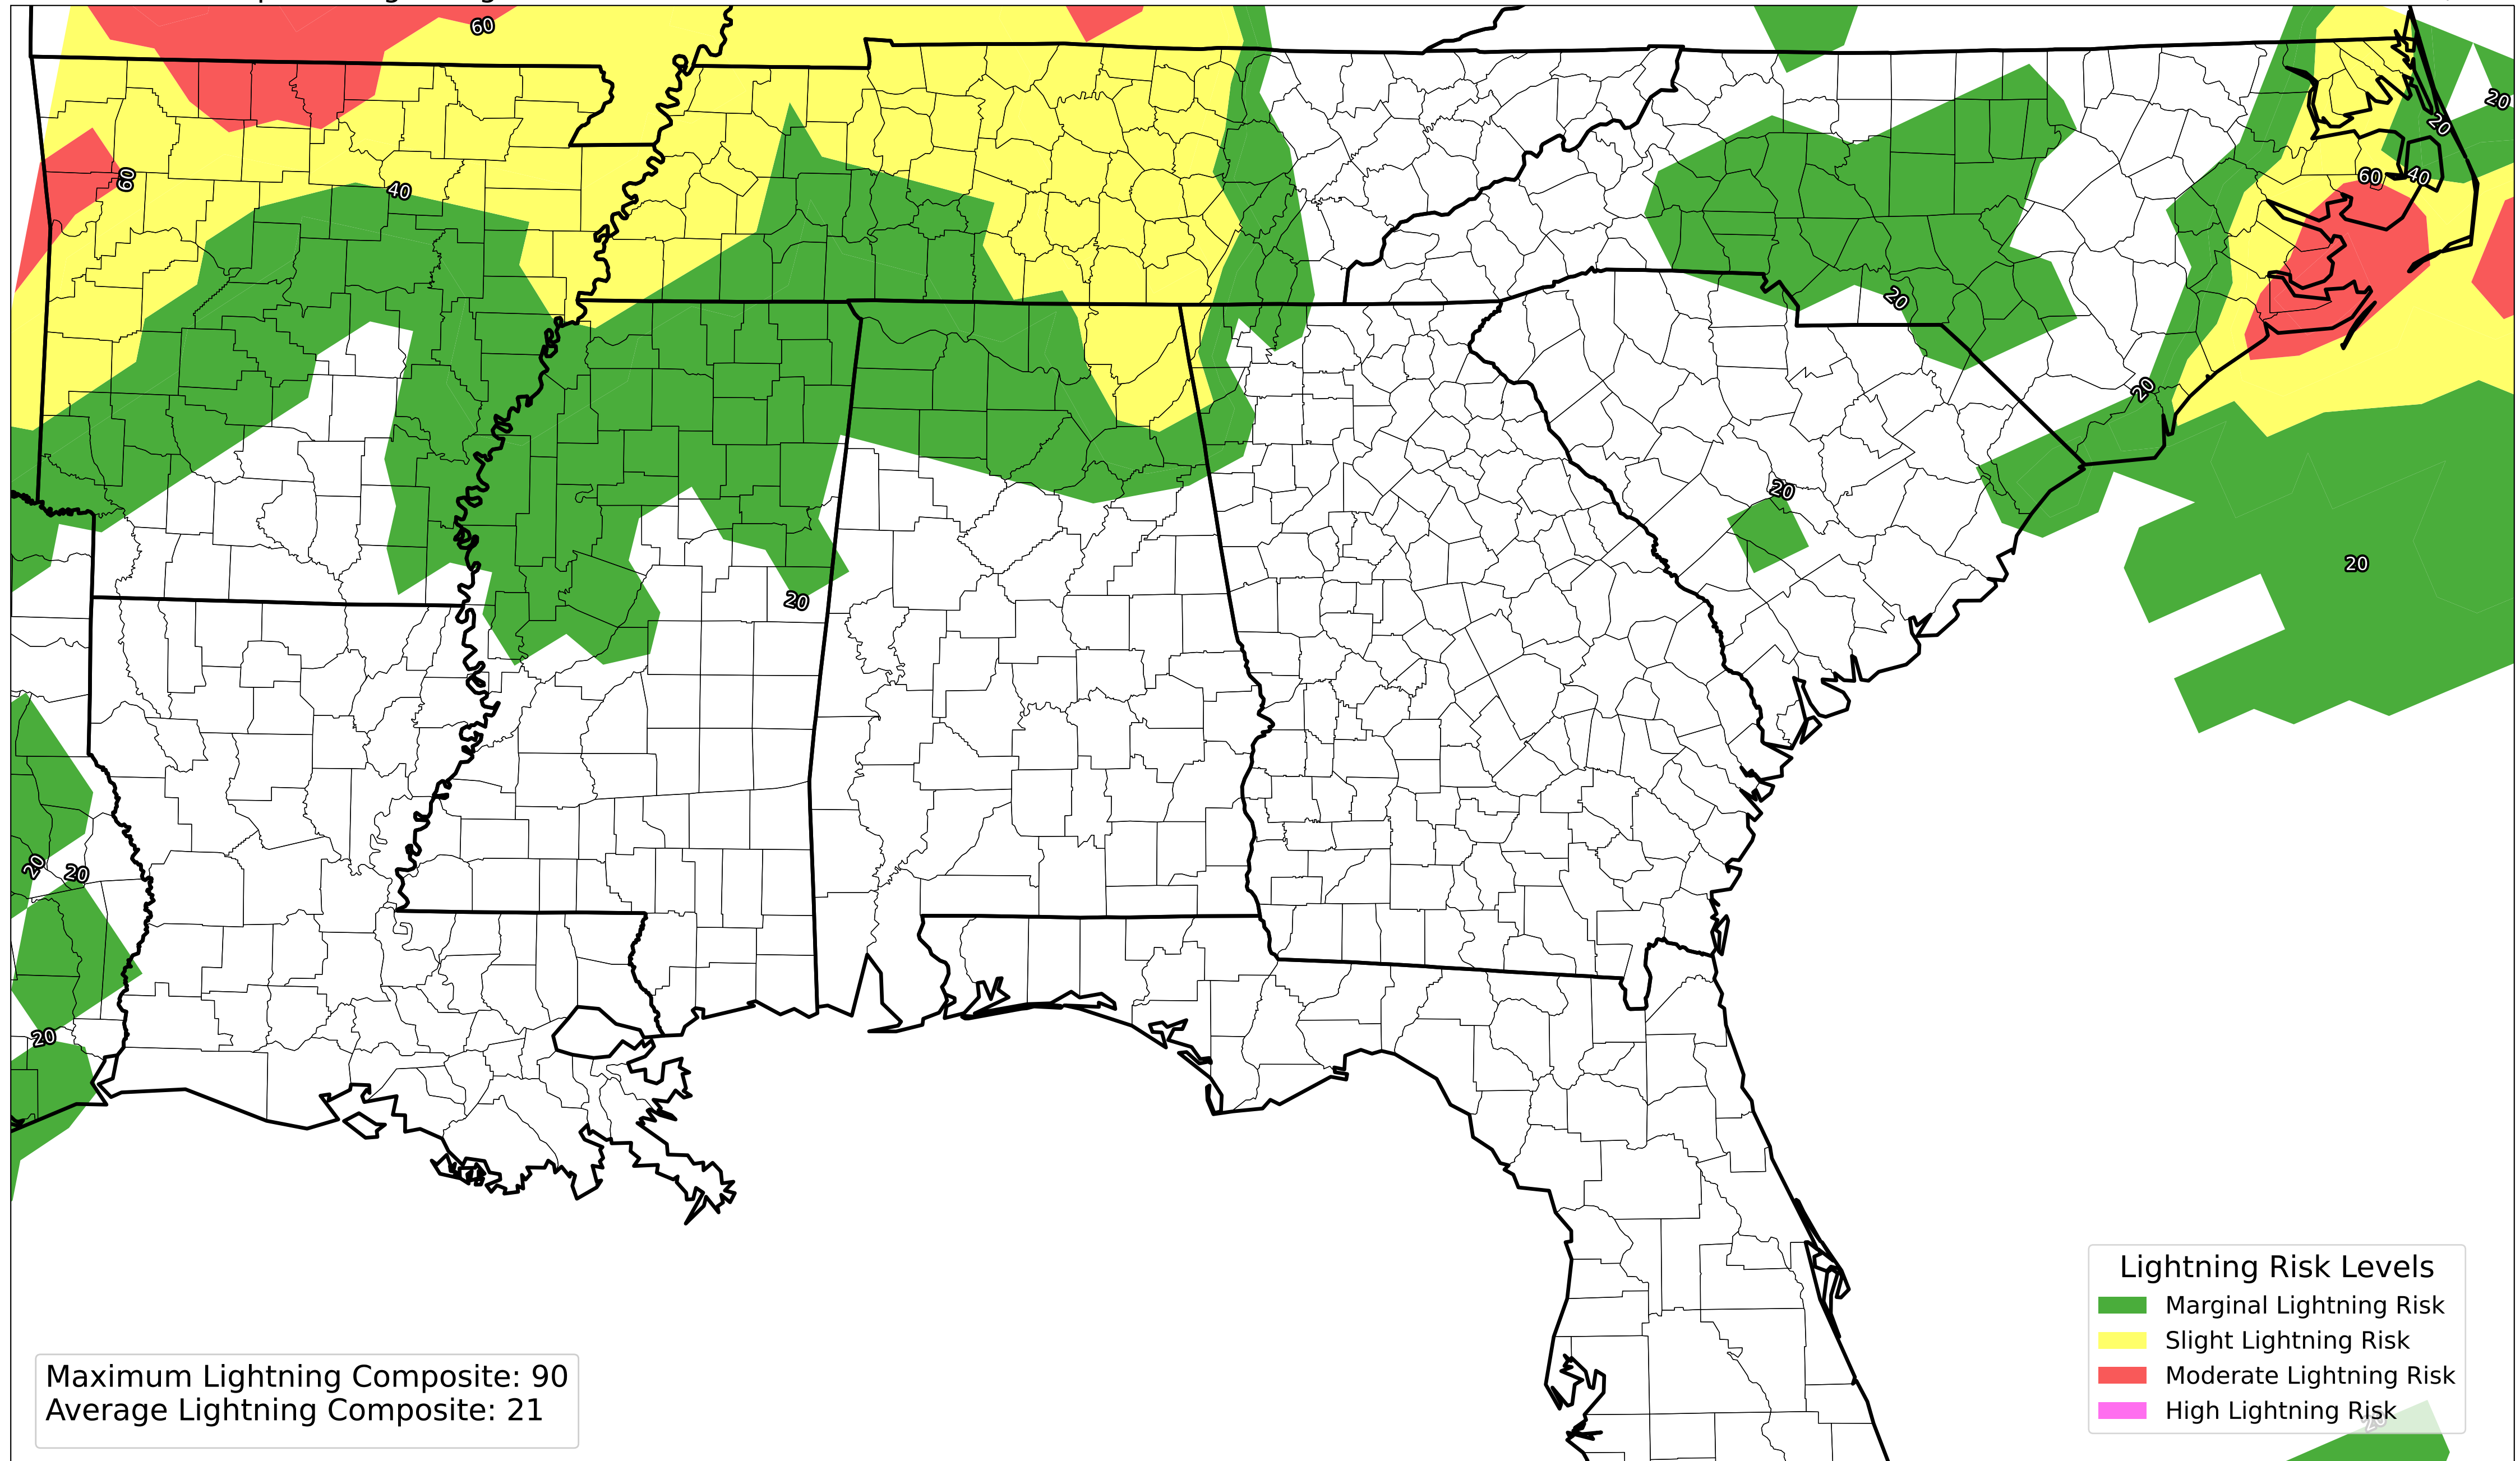 60
20
20
60
40
60
40
20
20
20
20
20
20
20
20
Lightning Risk Levels
Marginal Lightning Risk
Slight Lightning Risk
Moderate Lightning Risk
High Lightning Risk
20
Maximum Lightning Composite: 90
Average Lightning Composite: 21